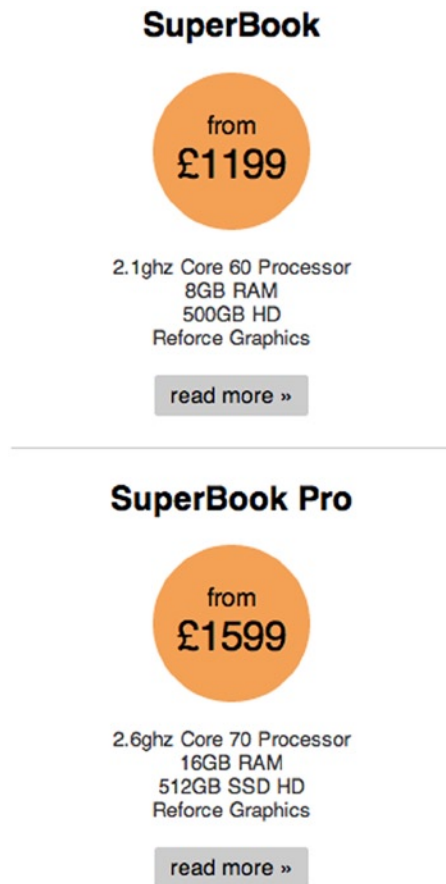 SuperBook
from
£1199
2.1ghz Core 60 Processor
8GB RAM
500GB HD
Reforce Graphics
read more »
SuperBook Pro
from
£1599
2.6ghz Core 70 Processor
16GB RAM
512GB SSD HD
Reforce Graphics
read more »